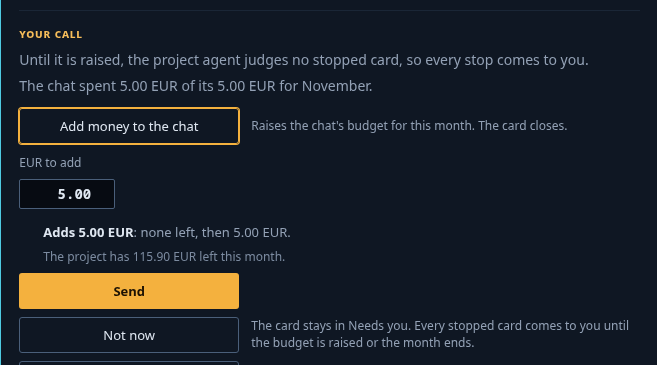 YOUR CALL
Until it is raised, the project agent judges no stopped card, so every stop comes to you.
The chat spent 5.00 EUR of its 5.00 EUR for November.
Add money to the chat
Raises the chat's budget for this month. The card closes.
EUR to add
5.00
Adds 5.00 EUR: none left, then 5.00 EUR.
The project has 115.90 EUR left this month.
Send
Not now
The card stays in Needs you. Every stopped card comes to you until
the budget is raised or the month ends.